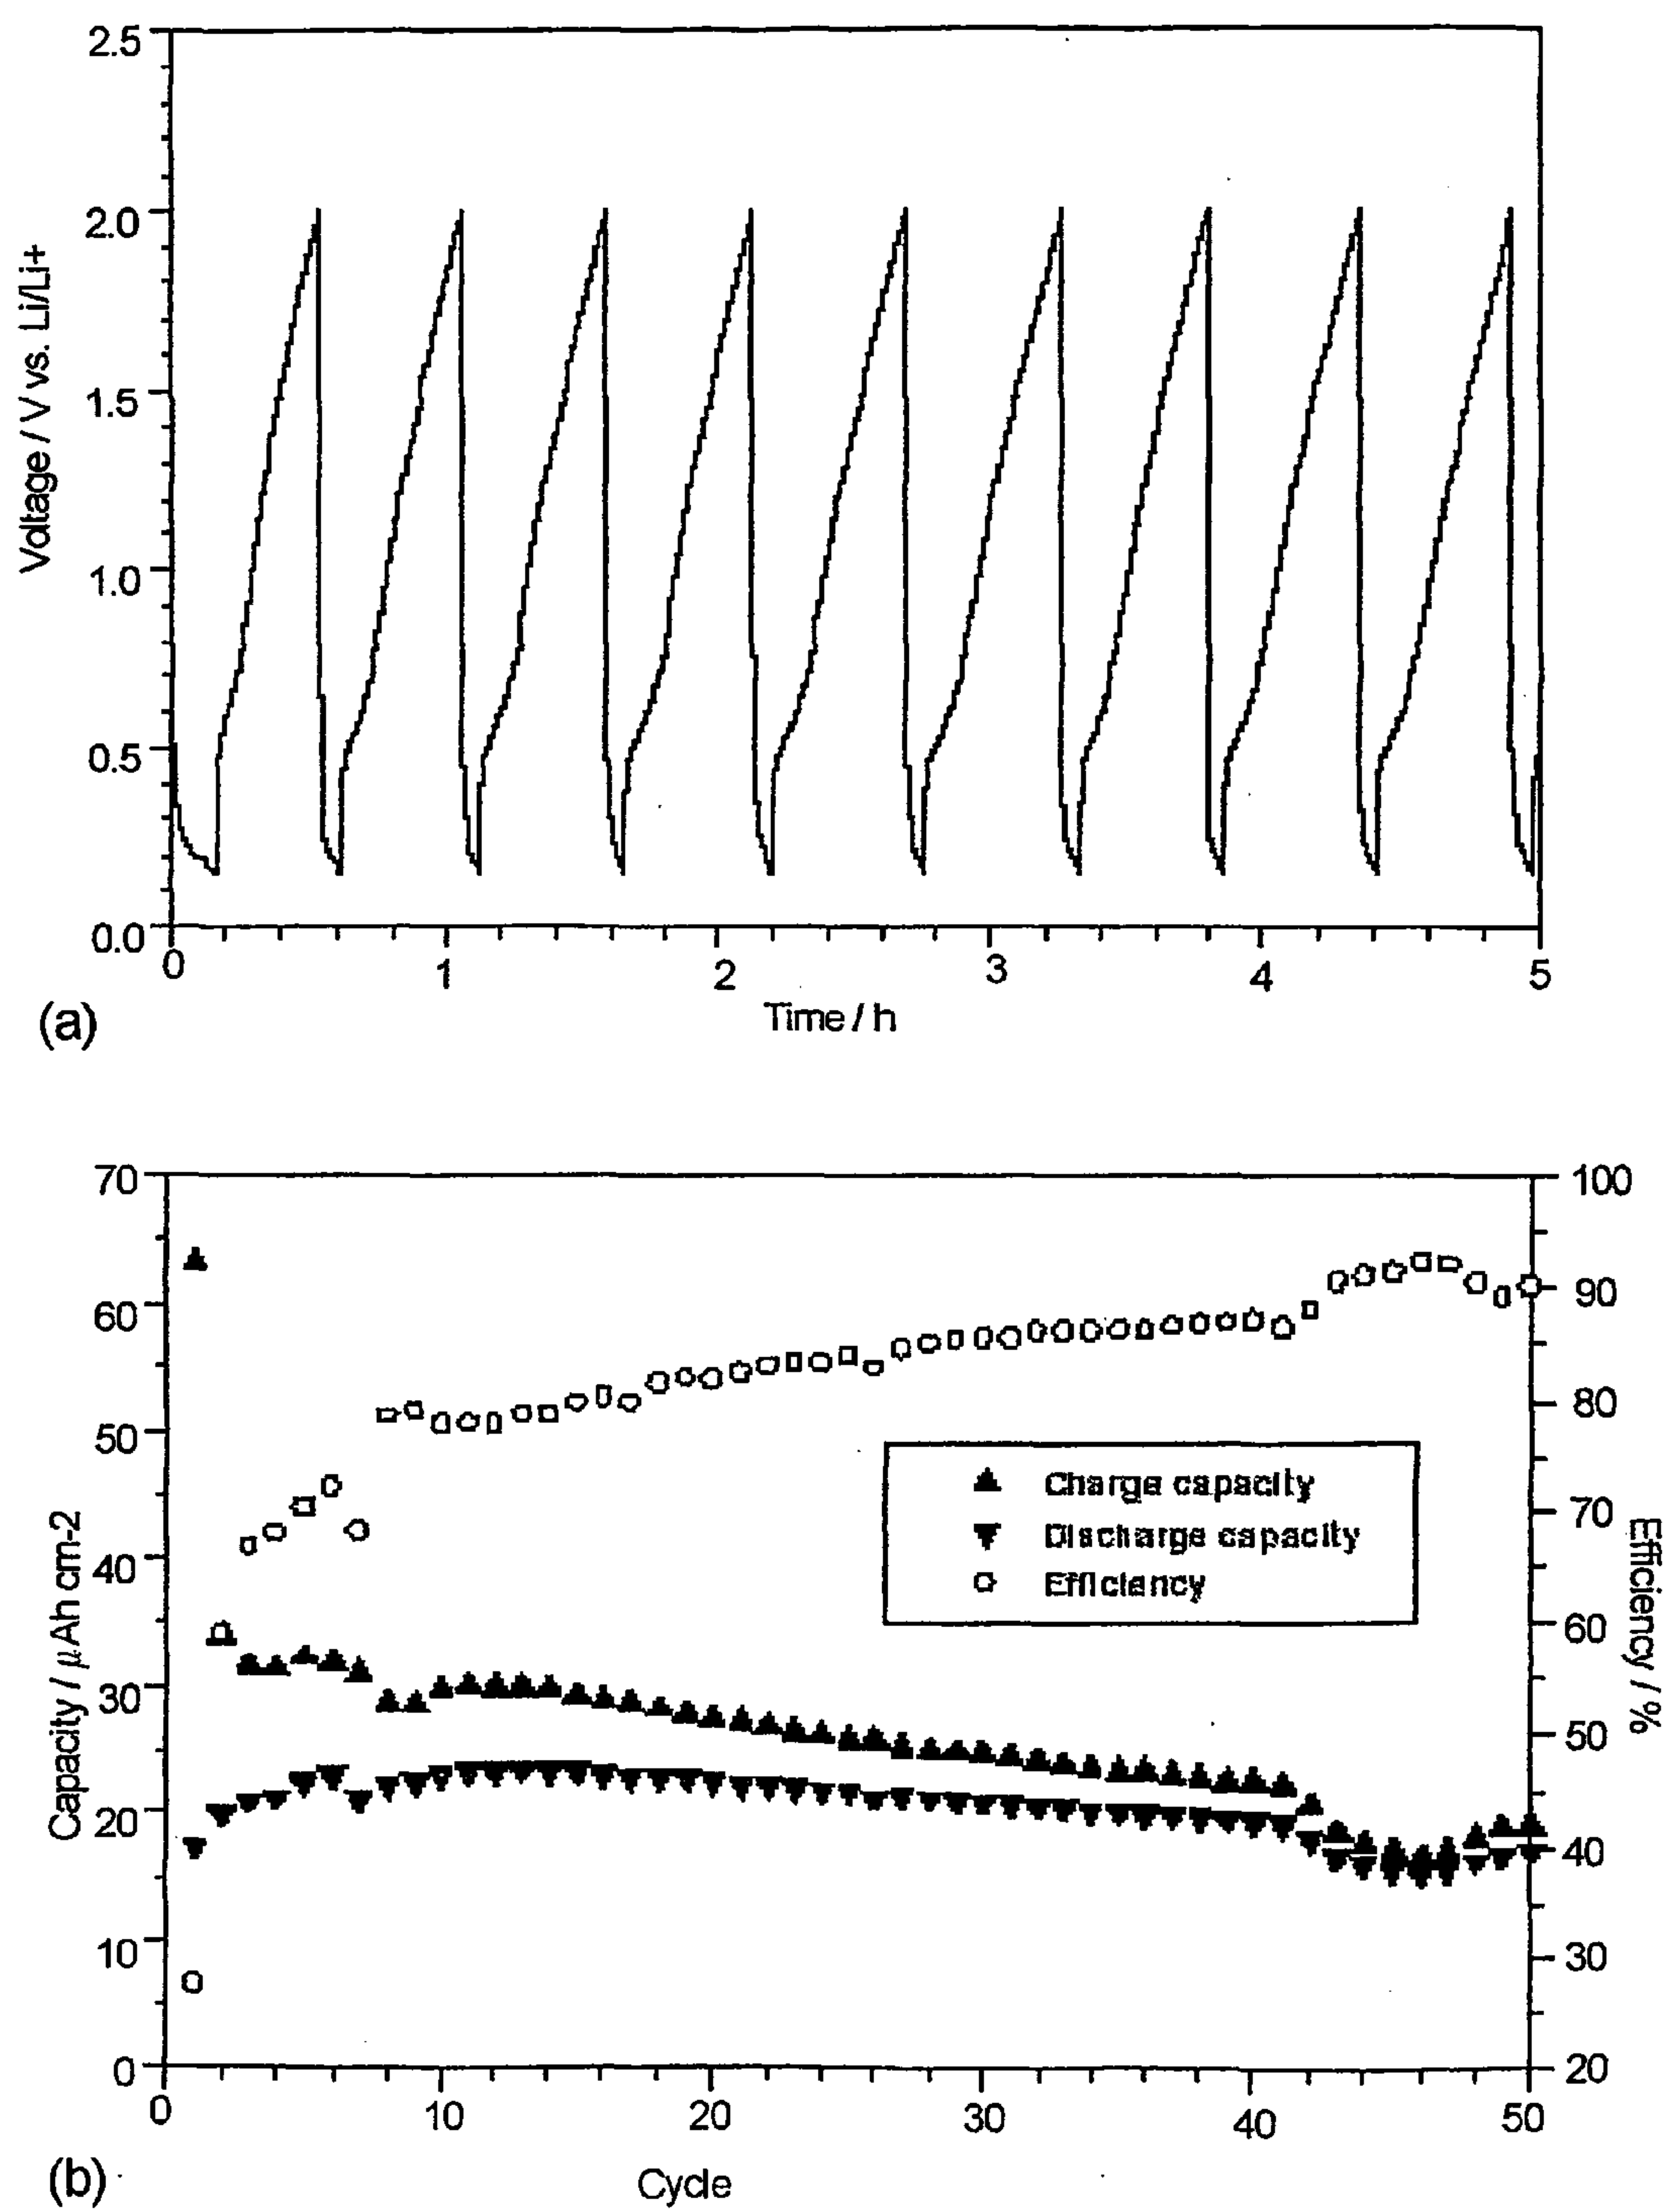 2.5
2.0
1.5
1.0
0.5
0.0
Voltage / V vs. Li/Li+
0 1 2 3 4 5
Time / h
(a)
70
60
50
40
30
20
10
0
Capacity / μAh cm-2
100
90
80
70
60
50
40
30
20
Efficiency / %
Charge capacity
Discharge capacity
Efficiency
0 10 20 30 40 50
Cycle
(b)